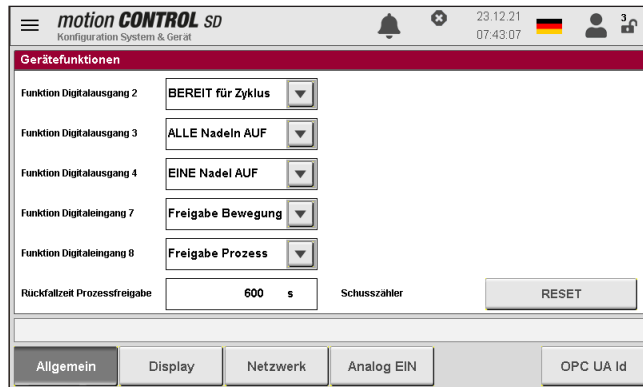 motion CONTROL SD
Konfiguration System & Gerät
23.12.21
07:43:07
3
Gerätefunktionen
Funktion Digitalausgang 2 BEREIT für Zyklus
Funktion Digitalausgang 3 ALLE Nadeln AUF
Funktion Digitalausgang 4 EINE Nadel AUF
Funktion Digitaleingang 7 Freigabe Bewegung
Funktion Digitaleingang 8 Freigabe Prozess
Rückfallzeit Prozessfreigabe 600 s Schusszähler RESET
Allgemein Display Netzwerk Analog EIN OPC UA Id